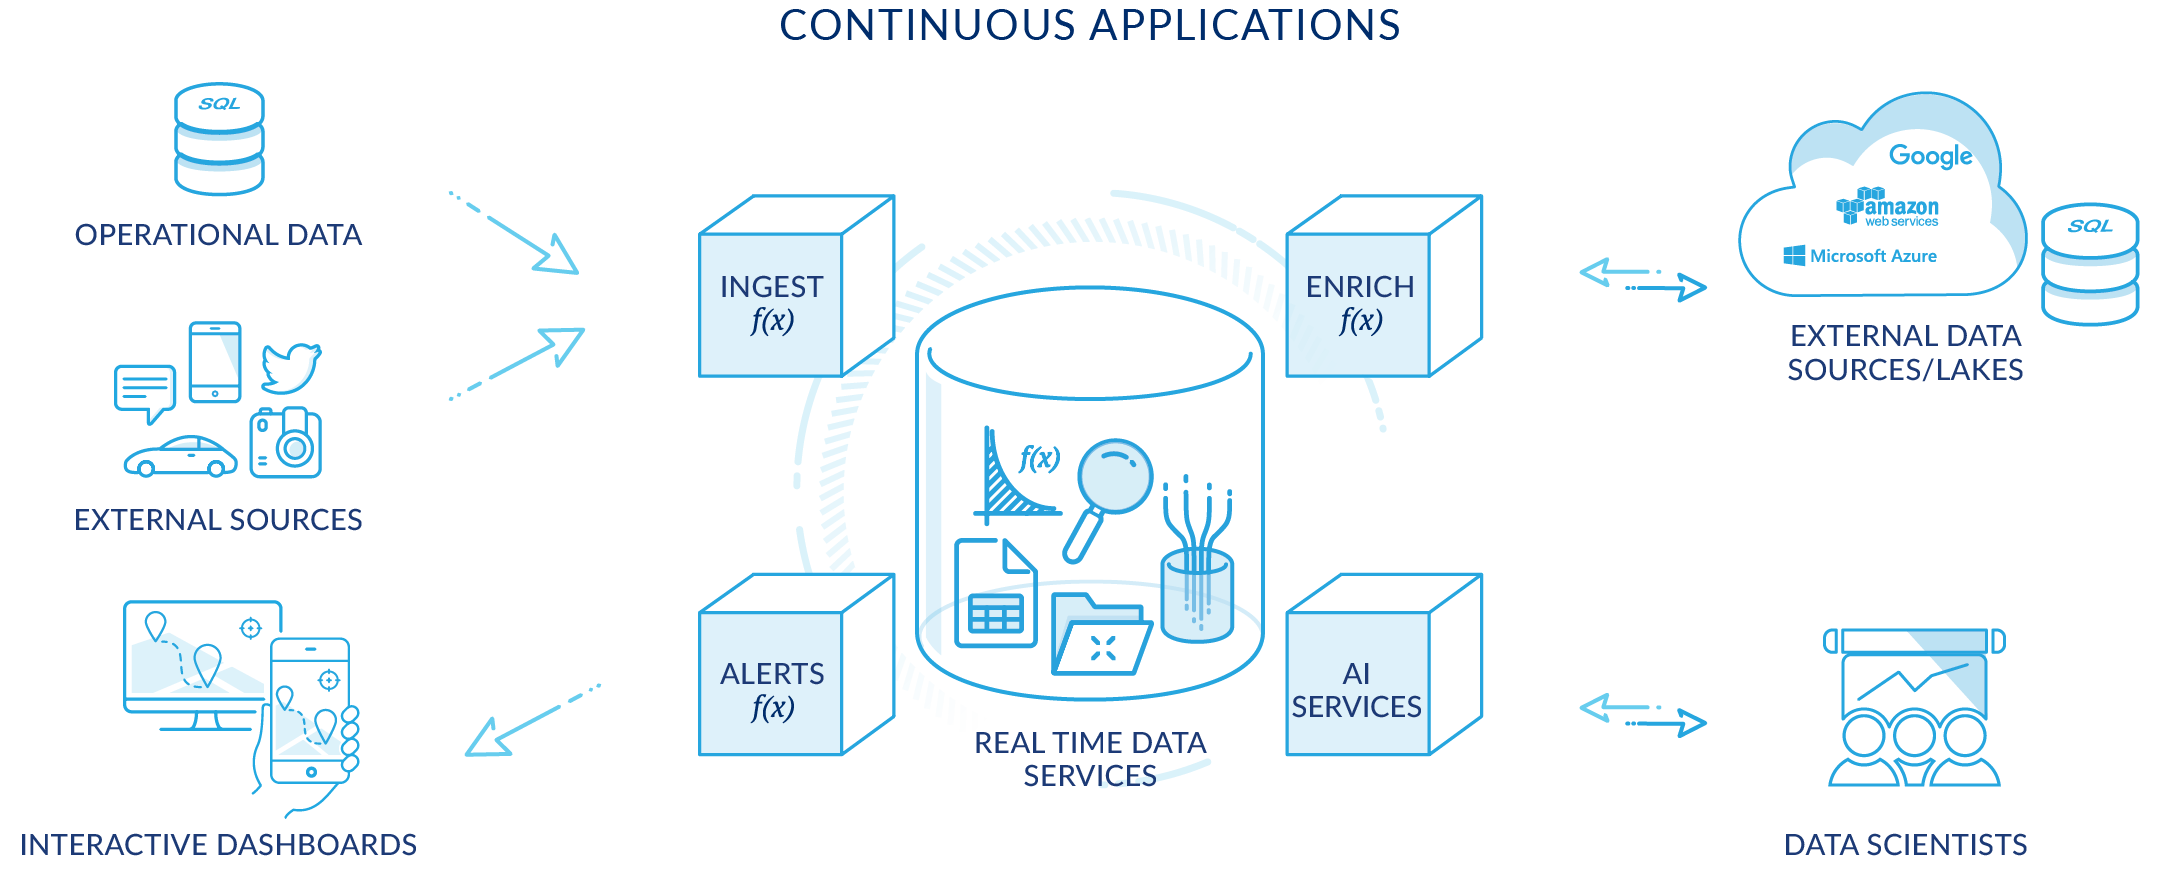 CONTINUOUS APPLICATIONS
SQL
OPERATIONAL DATA
EXTERNAL SOURCES
INTERACTIVE DASHBOARDS
INGEST
f(x)
ENRICH
f(x)
f(x)
ALERTS
f(x)
AI
SERVICES
REAL TIME DATA
SERVICES
Google
amazon
web services
Microsoft Azure
SQL
EXTERNAL DATA
SOURCES/LAKES
DATA SCIENTISTS